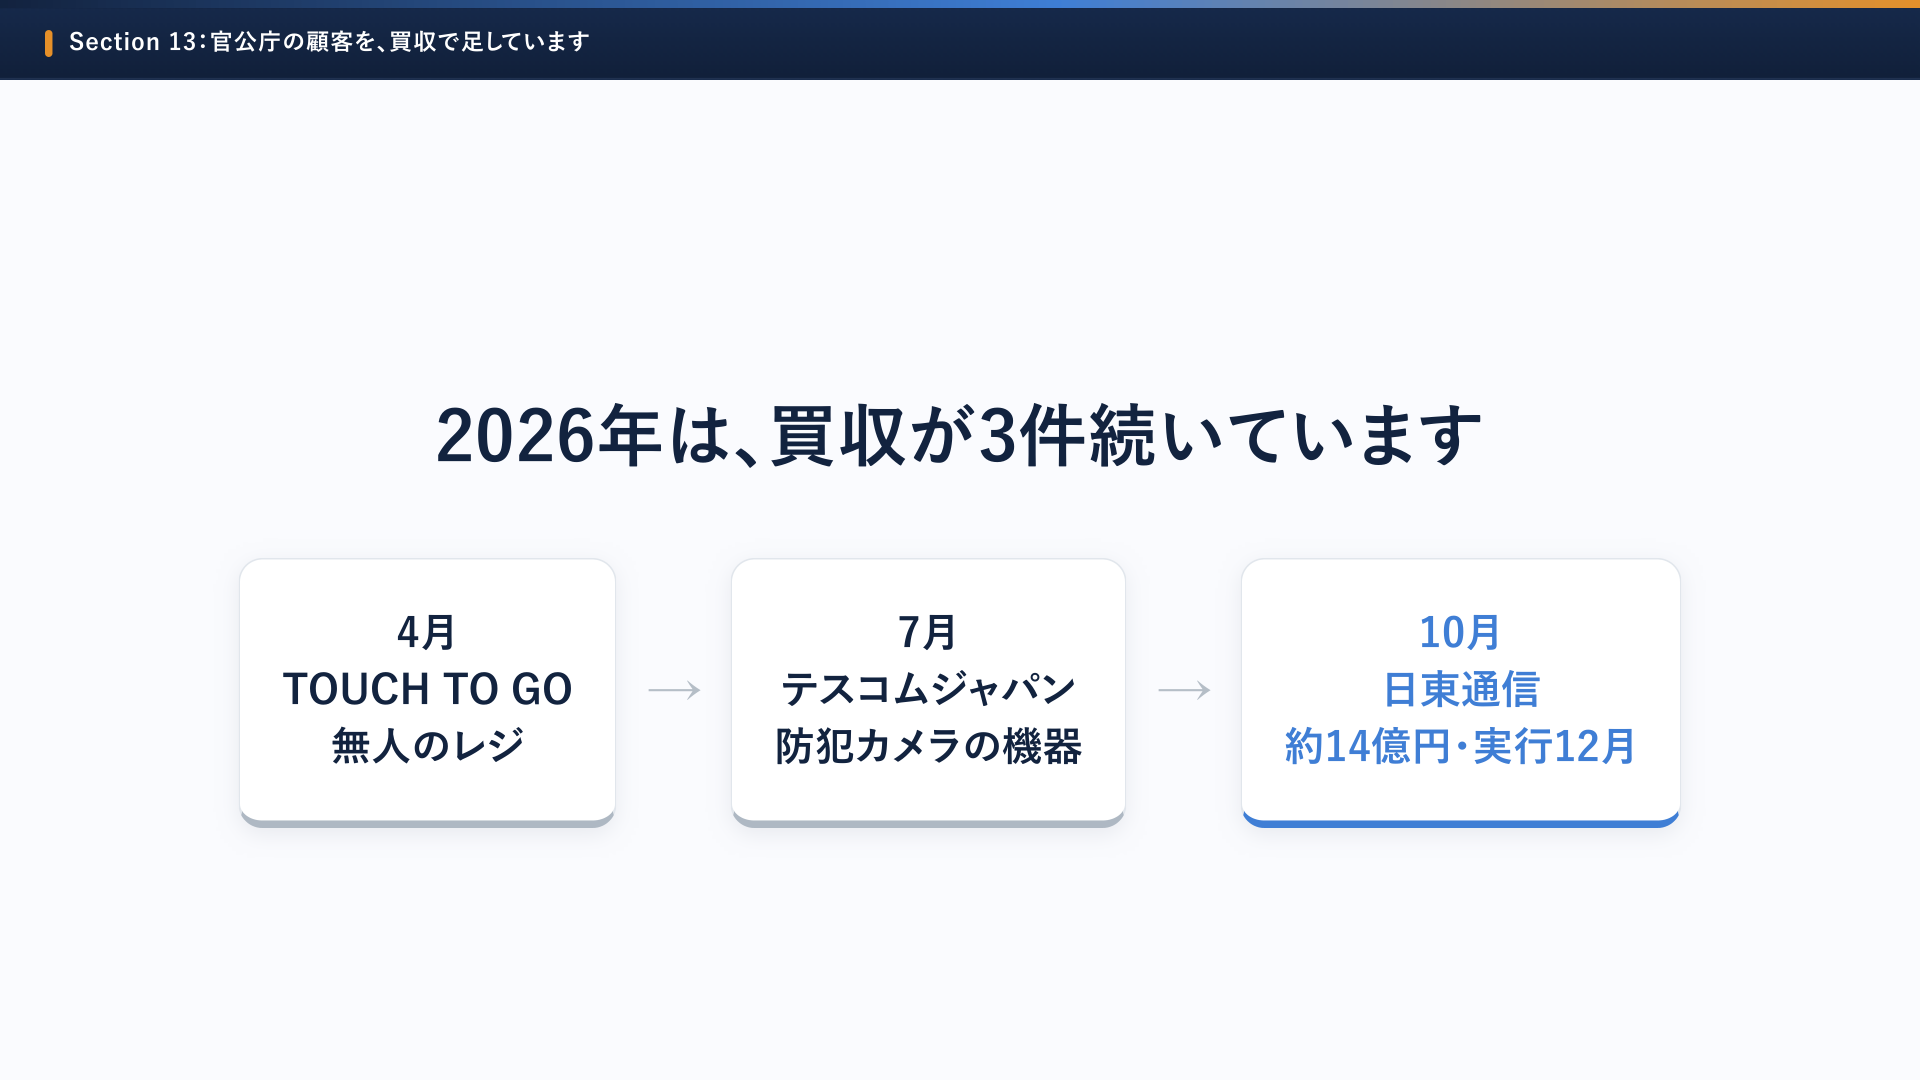 Section 13：官公庁の顧客を、買収で足しています
2026年は、買収が3件続いています
4月
TOUCH TO GO
無人のレジ
→
7月
テスコムジャパン
防犯カメラの機器
→
10月
日東通信
約14億円・実行12月